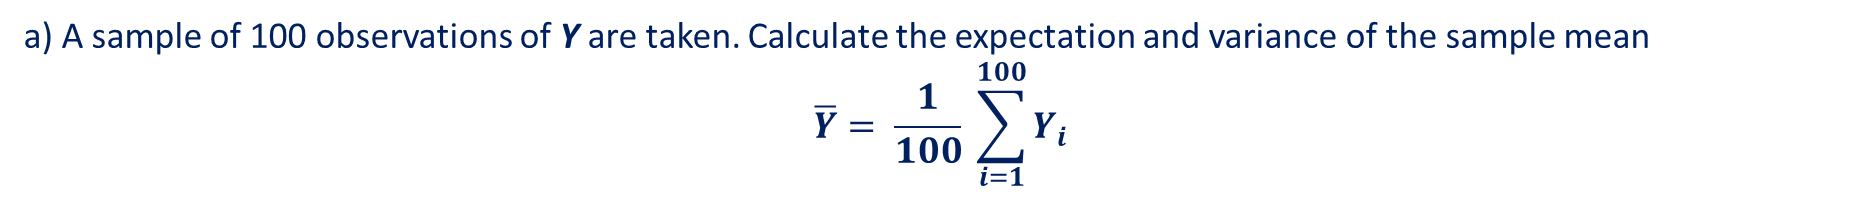 a) A sample of 100 observations of Y are taken. Calculate the expectation and variance of the sample mean
Ȳ = 1/100 ∑_{i=1}^{100} Y_i